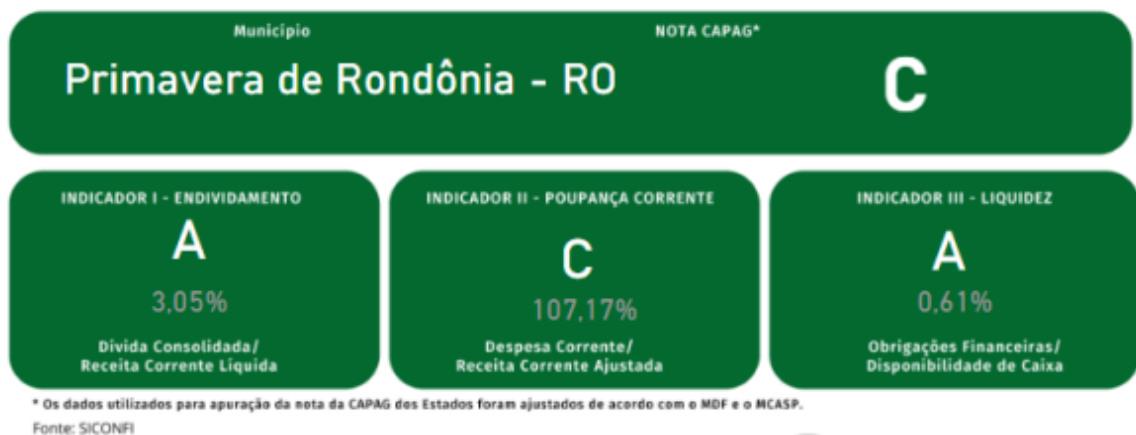 Município
NOTA CAPAG*
Primavera de Rondônia - RO
C
INDICADOR I - ENDIVIDAMENTO
A
3,05%
Dívida Consolidada/
Receita Corrente Líquida
INDICADOR II - POUPANÇA CORRENTE
C
107,17%
Despesa Corrente/
Receita Corrente Ajustada
INDICADOR III - LIQUIDEZ
A
0,61%
Obrigações Financeiras/
Disponibilidade de Caixa
* Os dados utilizados para apuração da nota da CAPAG dos Estados foram ajustados de acordo com o MDF e o MCASP.
Fonte: SICONFI